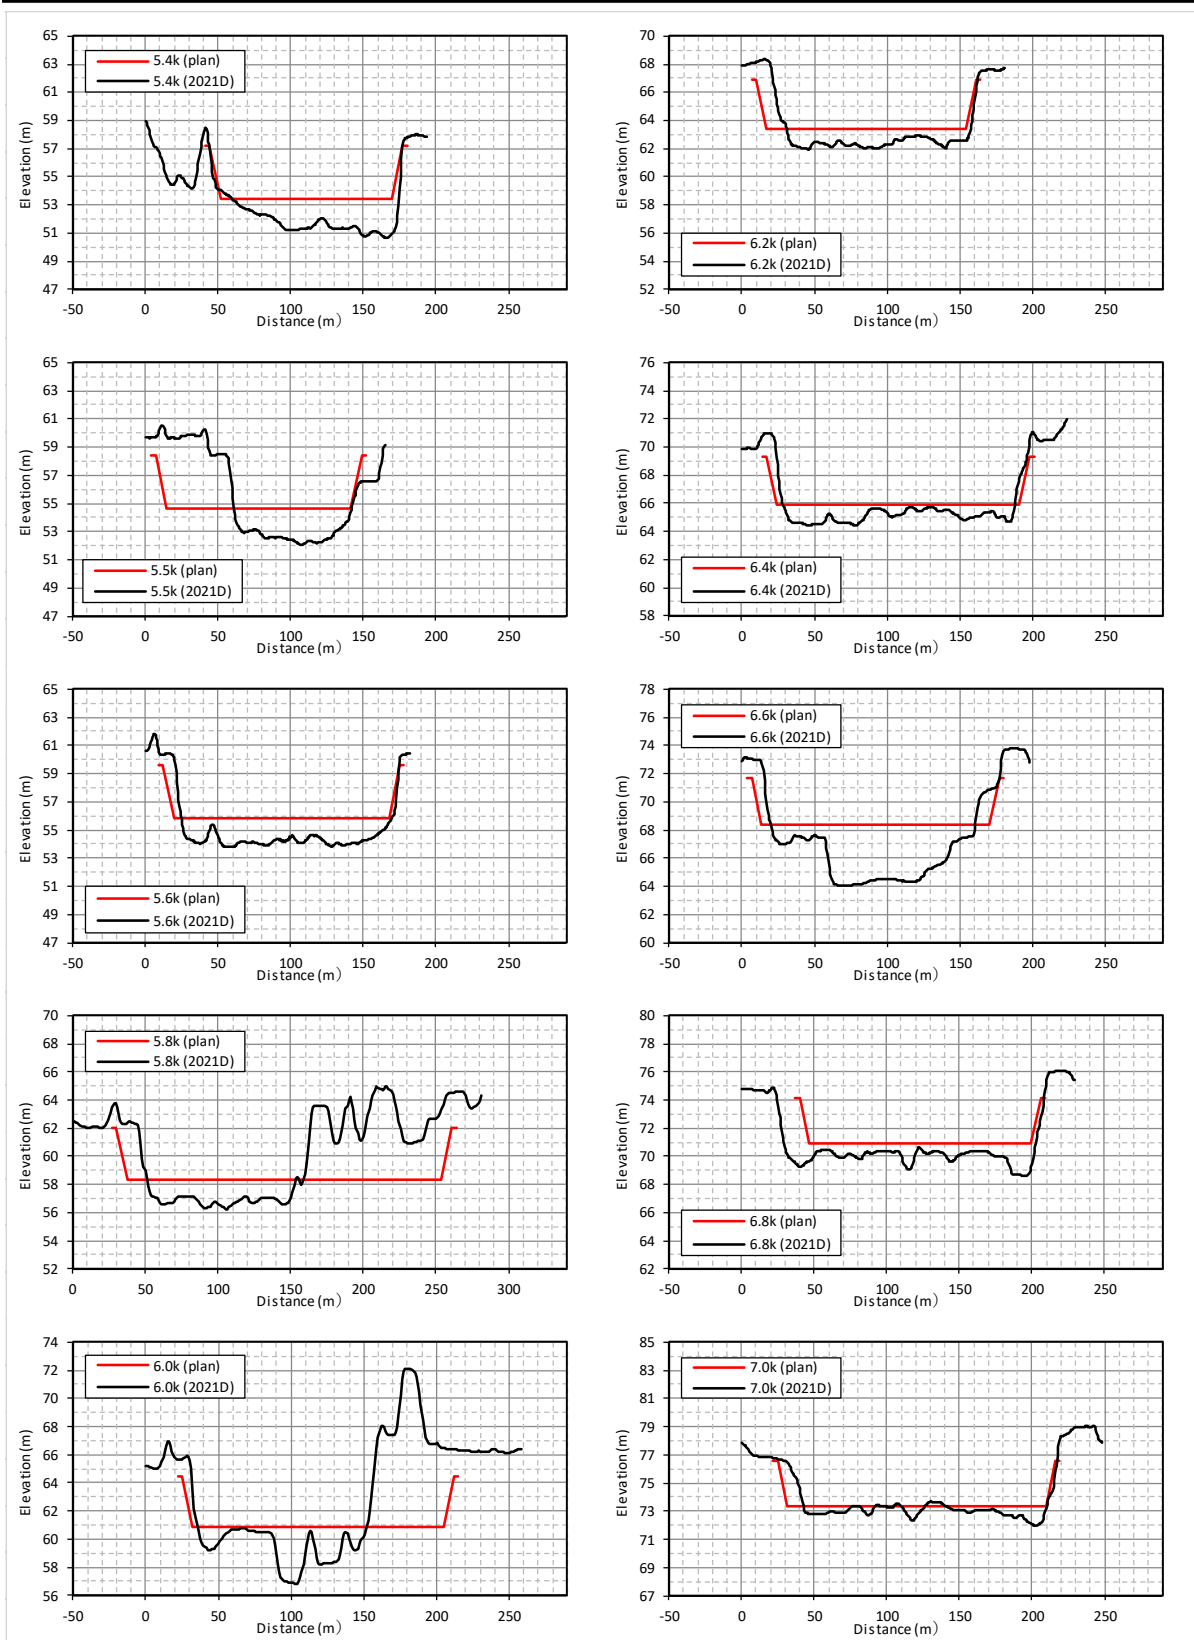 65
63
61
59
57
55
53
51
49
47
Elevation (m)
5.4k (plan)
5.4k (2021D)
-50 0 50 100 150 200 250
Distance (m)
65
63
61
59
57
55
53
51
49
47
Elevation (m)
5.5k (plan)
5.5k (2021D)
-50 0 50 100 150 200 250
Distance (m)
65
63
61
59
57
55
53
51
49
47
Elevation (m)
5.6k (plan)
5.6k (2021D)
-50 0 50 100 150 200 250
Distance (m)
70
68
66
64
62
60
58
56
54
52
Elevation (m)
5.8k (plan)
5.8k (2021D)
-50 0 50 100 150 200 250 300
Distance (m)
74
72
70
68
66
64
62
60
58
56
Elevation (m)
6.0k (plan)
6.0k (2021D)
-50 0 50 100 150 200 250
Distance (m)
70
68
66
64
62
60
58
56
54
52
Elevation (m)
6.2k (plan)
6.2k (2021D)
-50 0 50 100 150 200 250
Distance (m)
76
74
72
70
68
66
64
62
60
58
Elevation (m)
6.4k (plan)
6.4k (2021D)
-50 0 50 100 150 200 250
Distance (m)
78
76
74
72
70
68
66
64
62
60
Elevation (m)
6.6k (plan)
6.6k (2021D)
-50 0 50 100 150 200 250
Distance (m)
80
78
76
74
72
70
68
66
64
62
Elevation (m)
6.8k (plan)
6.8k (2021D)
-50 0 50 100 150 200 250
Distance (m)
85
83
81
79
77
75
73
71
69
67
Elevation (m)
7.0k (plan)
7.0k (2021D)
-50 0 50 100 150 200 250
Distance (m)